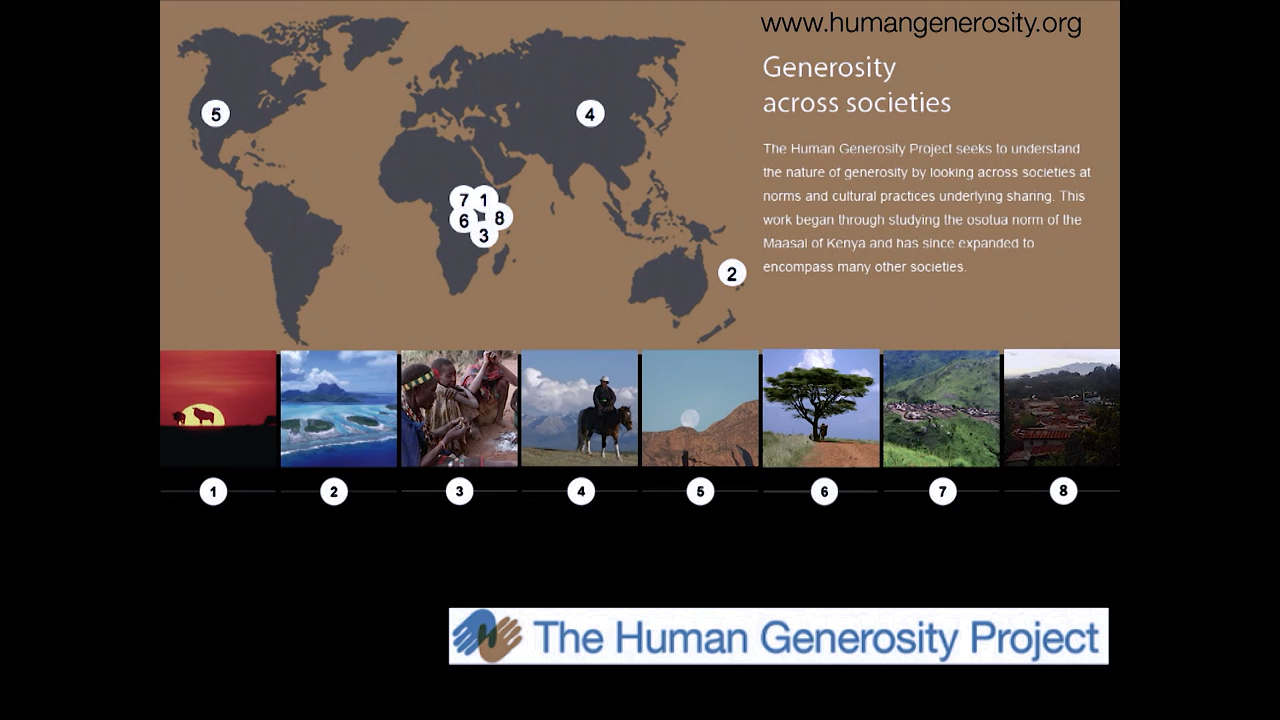 www.humangenerosity.org
Generosity
across societies
The Human Generosity Project seeks to understand
the nature of generosity by looking across societies at
norms and cultural practices underlying sharing. This
work began through studying the osotua norm of the
Maasai of Kenya and has since expanded to
encompass many other societies.
5
4
7 1
6 8
3
2
1 2 3 4 5 6 7 8
The Human Generosity Project